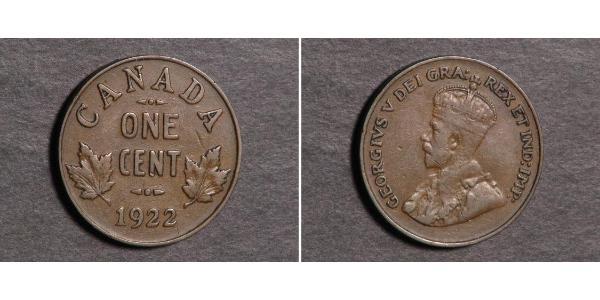 CANADA
ONE
CENT
1922
GEORGIVS V DEI GRA: REX ET IND: IMP: